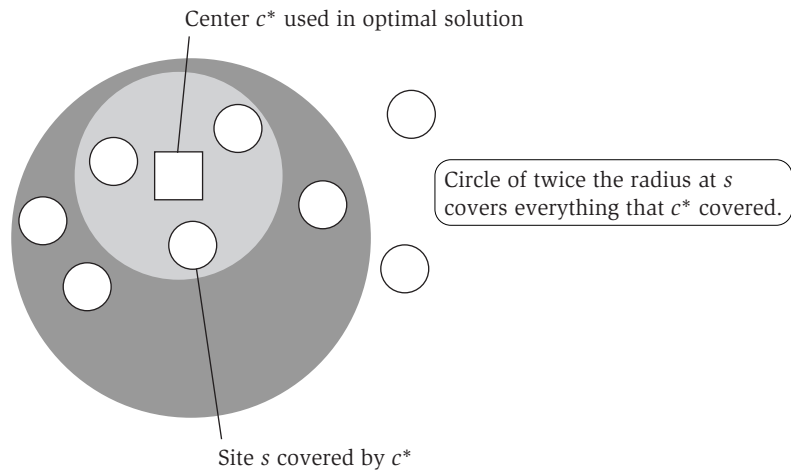 Center c* used in optimal solution
Circle of twice the radius at s
covers everything that c* covered.
Site s covered by c*